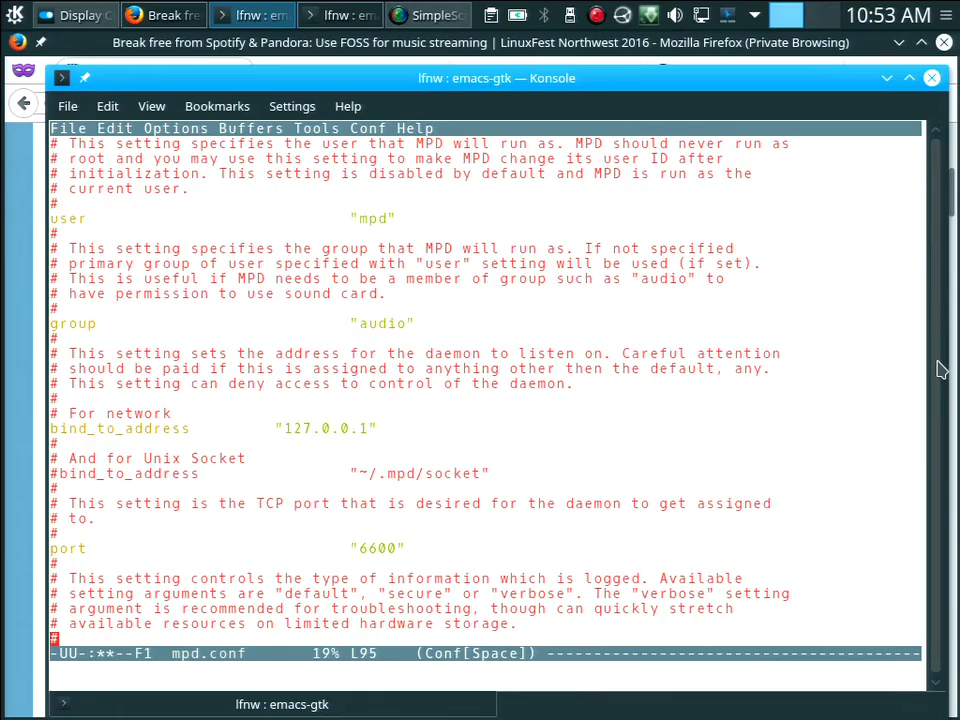 Display C
Break fre
lfnw : em
lfnw : em
SimpleSc
10:53 AM
Break free from Spotify & Pandora: Use FOSS for music streaming | LinuxFest Northwest 2016 - Mozilla Firefox (Private Browsing)
lfnw : emacs-gtk — Konsole
File Edit View Bookmarks Settings Help
File Edit Options Buffers Tools Conf Help
# This setting specifies the user that MPD will run as. MPD should never run as
# root and you may use this setting to make MPD change its user ID after
# initialization. This setting is disabled by default and MPD is run as the
# current user.
#
user "mpd"
#
# This setting specifies the group that MPD will run as. If not specified
# primary group of user specified with "user" setting will be used (if set).
# This is useful if MPD needs to be a member of group such as "audio" to
# have permission to use sound card.
#
group "audio"
#
# This setting sets the address for the daemon to listen on. Careful attention
# should be paid if this is assigned to anything other then the default, any.
# This setting can deny access to control of the daemon.
#
# For network
bind_to_address "127.0.0.1"
#
# And for Unix Socket
#bind_to_address "~/.mpd/socket"
#
# This setting is the TCP port that is desired for the daemon to get assigned
# to.
#
port "6600"
#
# This setting controls the type of information which is logged. Available
# setting arguments are "default", "secure" or "verbose". The "verbose" setting
# argument is recommended for troubleshooting, though can quickly stretch
# available resources on limited hardware storage.
#
-UU-:**--F1 mpd.conf 19% L95 (Conf[Space]) ----------------------------------------
lfnw : emacs-gtk